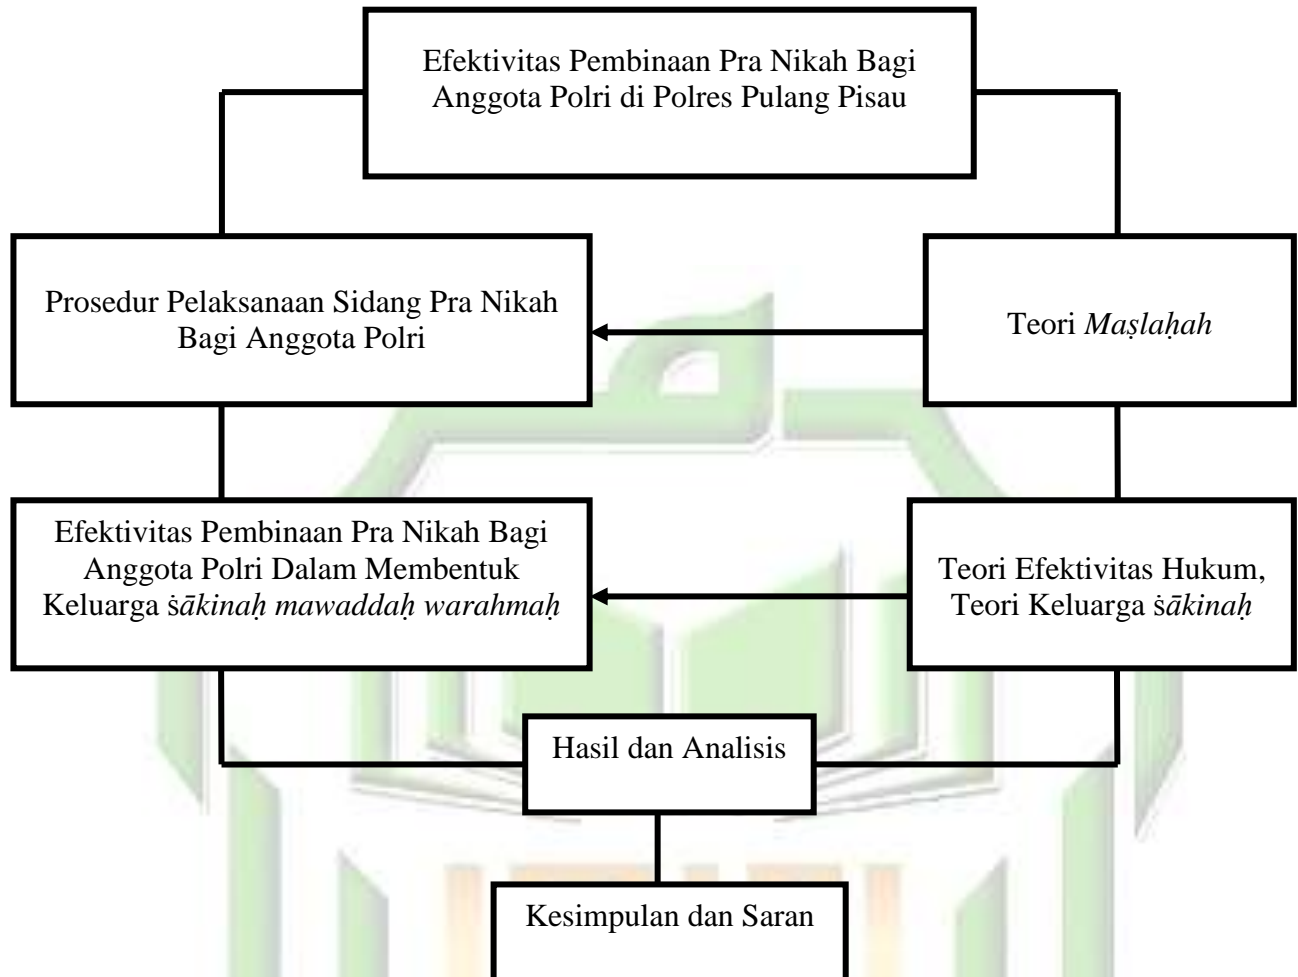 Efektivitas Pembinaan Pra Nikah Bagi
Anggota Polri di Polres Pulang Pisau
Prosedur Pelaksanaan Sidang Pra Nikah
Bagi Anggota Polri
Teori Maṣlaḥah
Efektivitas Pembinaan Pra Nikah Bagi
Anggota Polri Dalam Membentuk
Keluarga ṡākinaḥ mawaddaḥ warahmaḥ
Teori Efektivitas Hukum,
Teori Keluarga ṡākinaḥ
Hasil dan Analisis
Kesimpulan dan Saran